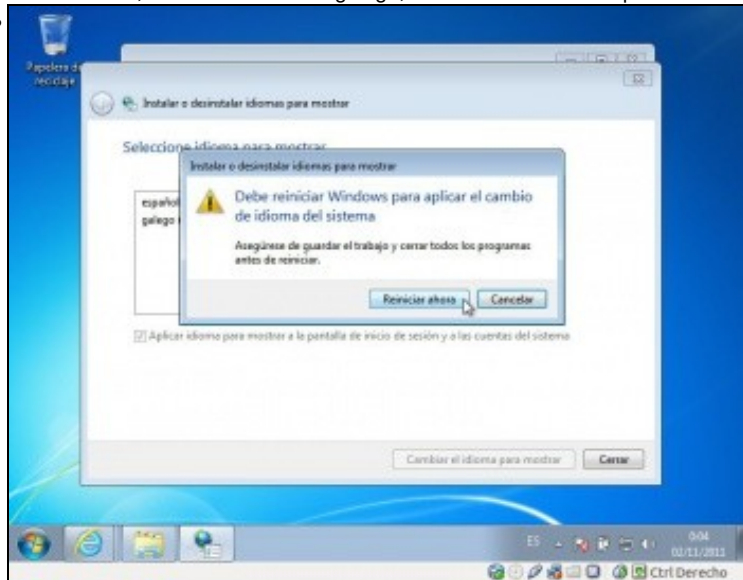 Papelera de
reciclaje
Instalar o desinstalar idiomas para mostrar
Seleccione idioma para mostrar
Instalar o desinstalar idiomas para mostrar
español
galego
Debe reiniciar Windows para aplicar el cambio
de idioma del sistema
Asegúrese de guardar el trabajo y cerrar todos los programas
antes de reiniciar.
Reiniciar ahora
Cancelar
Aplicar idioma para mostrar a la pantalla de inicio de sesión y a las cuentas del sistema
Cambiar el idioma para mostrar
Cerrar
ES
0:04
02/11/2011
Ctrl Derecho